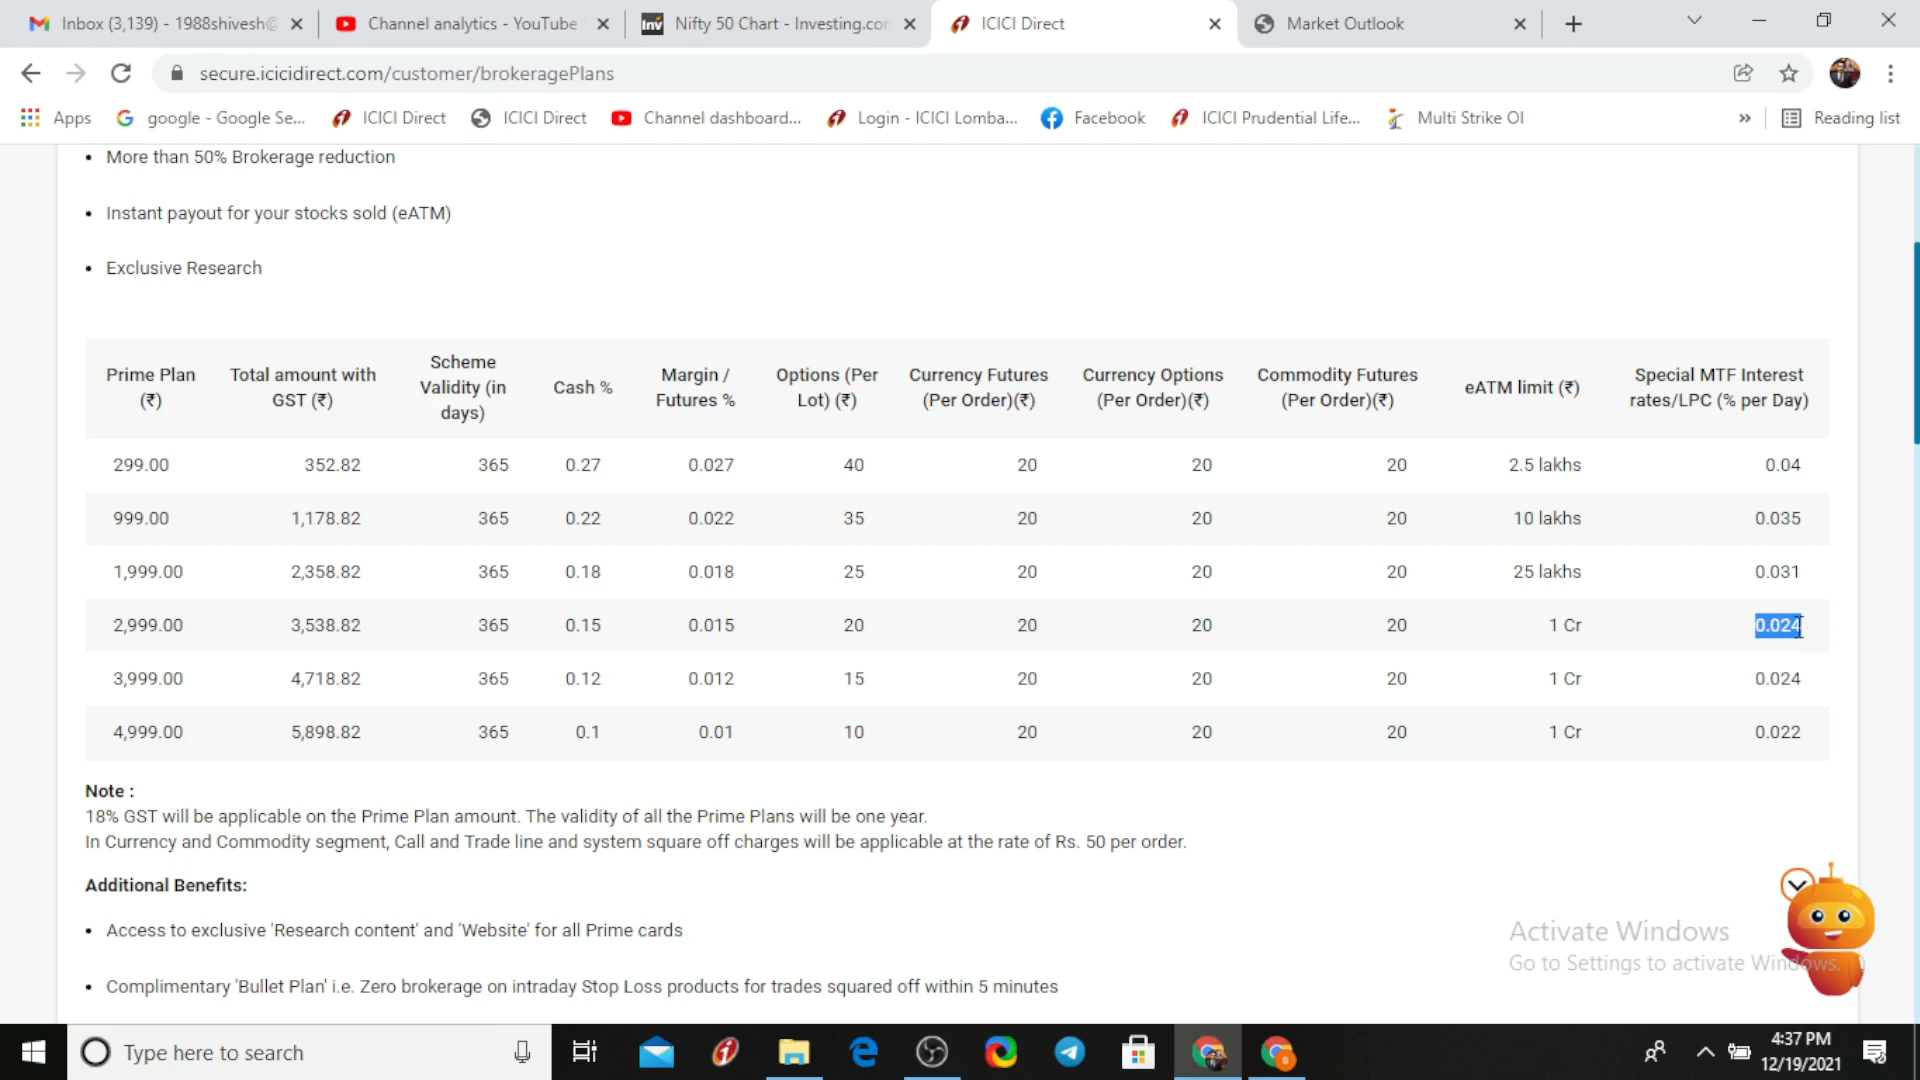 Inbox (3,139) - 1988shivesh@
Channel analytics - YouTube
Nifty 50 Chart - Investing.con
ICICI Direct
Market Outlook
secure.icicidirect.com/customer/brokeragePlans
Apps
google - Google Se...
ICICI Direct
ICICI Direct
Channel dashboard...
Login - ICICI Lomba...
Facebook
ICICI Prudential Life...
Multi Strike OI
»
Reading list
• More than 50% Brokerage reduction
• Instant payout for your stocks sold (eATM)
• Exclusive Research
Prime Plan (₹) Total amount with GST (₹) Scheme Validity (in days) Cash % Margin / Futures % Options (Per Lot) (₹) Currency Futures (Per Order)(₹) Currency Options (Per Order)(₹) Commodity Futures (Per Order)(₹) eATM limit (₹) Special MTF Interest rates/LPC (% per Day)
299.00 352.82 365 0.27 0.027 40 20 20 20 2.5 lakhs 0.04
999.00 1,178.82 365 0.22 0.022 35 20 20 20 10 lakhs 0.035
1,999.00 2,358.82 365 0.18 0.018 25 20 20 20 25 lakhs 0.031
2,999.00 3,538.82 365 0.15 0.015 20 20 20 20 1 Cr 0.024
3,999.00 4,718.82 365 0.12 0.012 15 20 20 20 1 Cr 0.024
4,999.00 5,898.82 365 0.1 0.01 10 20 20 20 1 Cr 0.022
Note :
18% GST will be applicable on the Prime Plan amount. The validity of all the Prime Plans will be one year.
In Currency and Commodity segment, Call and Trade line and system square off charges will be applicable at the rate of Rs. 50 per order.
Additional Benefits:
• Access to exclusive 'Research content' and 'Website' for all Prime cards
• Complimentary 'Bullet Plan' i.e. Zero brokerage on intraday Stop Loss products for trades squared off within 5 minutes
Activate Windows
Go to Settings to activate Windows.
Type here to search
4:37 PM
12/19/2021